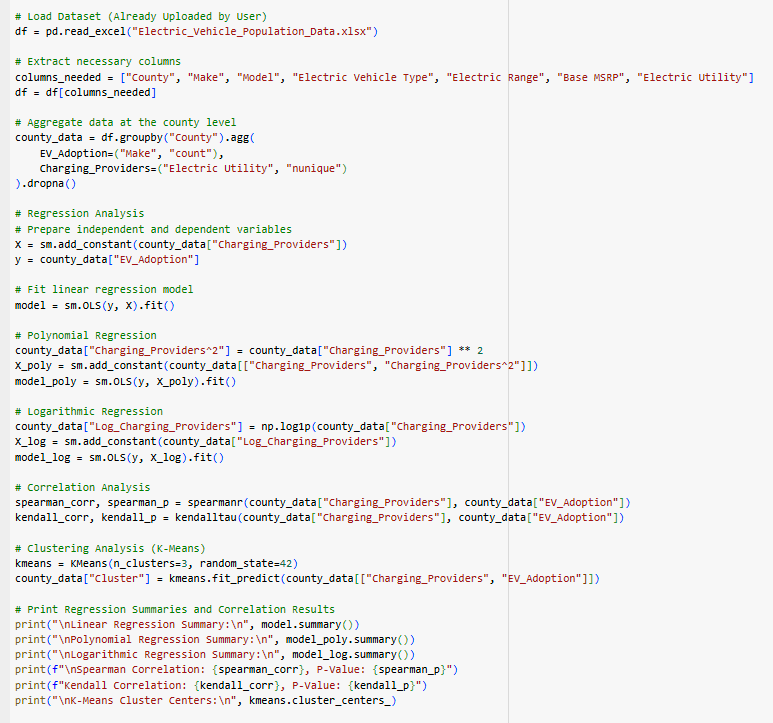 # Load Dataset (Already Uploaded by User)
df = pd.read_excel("Electric_Vehicle_Population_Data.xlsx")
# Extract necessary columns
columns_needed = ["County", "Make", "Model", "Electric Vehicle Type", "Electric Range", "Base MSRP", "Electric Utility"]
df = df[columns_needed]
# Aggregate data at the county level
county_data = df.groupby("County").agg(
    EV_Adoption=("Make", "count"),
    Charging_Providers=("Electric Utility", "nunique")
).dropna()
# Regression Analysis
# Prepare independent and dependent variables
X = sm.add_constant(county_data["Charging_Providers"])
y = county_data["EV_Adoption"]
# Fit linear regression model
model = sm.OLS(y, X).fit()
# Polynomial Regression
county_data["Charging_Providers^2"] = county_data["Charging_Providers"] ** 2
X_poly = sm.add_constant(county_data[["Charging_Providers", "Charging_Providers^2"]])
model_poly = sm.OLS(y, X_poly).fit()
# Logarithmic Regression
county_data["Log_Charging_Providers"] = np.log1p(county_data["Charging_Providers"])
X_log = sm.add_constant(county_data["Log_Charging_Providers"])
model_log = sm.OLS(y, X_log).fit()
# Correlation Analysis
spearman_corr, spearman_p = spearmanr(county_data["Charging_Providers"], county_data["EV_Adoption"])
kendall_corr, kendall_p = kendalltau(county_data["Charging_Providers"], county_data["EV_Adoption"])
# Clustering Analysis (K-Means)
kmeans = KMeans(n_clusters=3, random_state=42)
county_data["Cluster"] = kmeans.fit_predict(county_data[["Charging_Providers", "EV_Adoption"]])
# Print Regression Summaries and Correlation Results
print("\nLinear Regression Summary:\n", model.summary())
print("\nPolynomial Regression Summary:\n", model_poly.summary())
print("\nLogarithmic Regression Summary:\n", model_log.summary())
print(f"\nSpearman Correlation: {spearman_corr}, P-Value: {spearman_p}")
print(f"Kendall Correlation: {kendall_corr}, P-Value: {kendall_p}")
print("\nK-Means Cluster Centers:\n", kmeans.cluster_centers_)